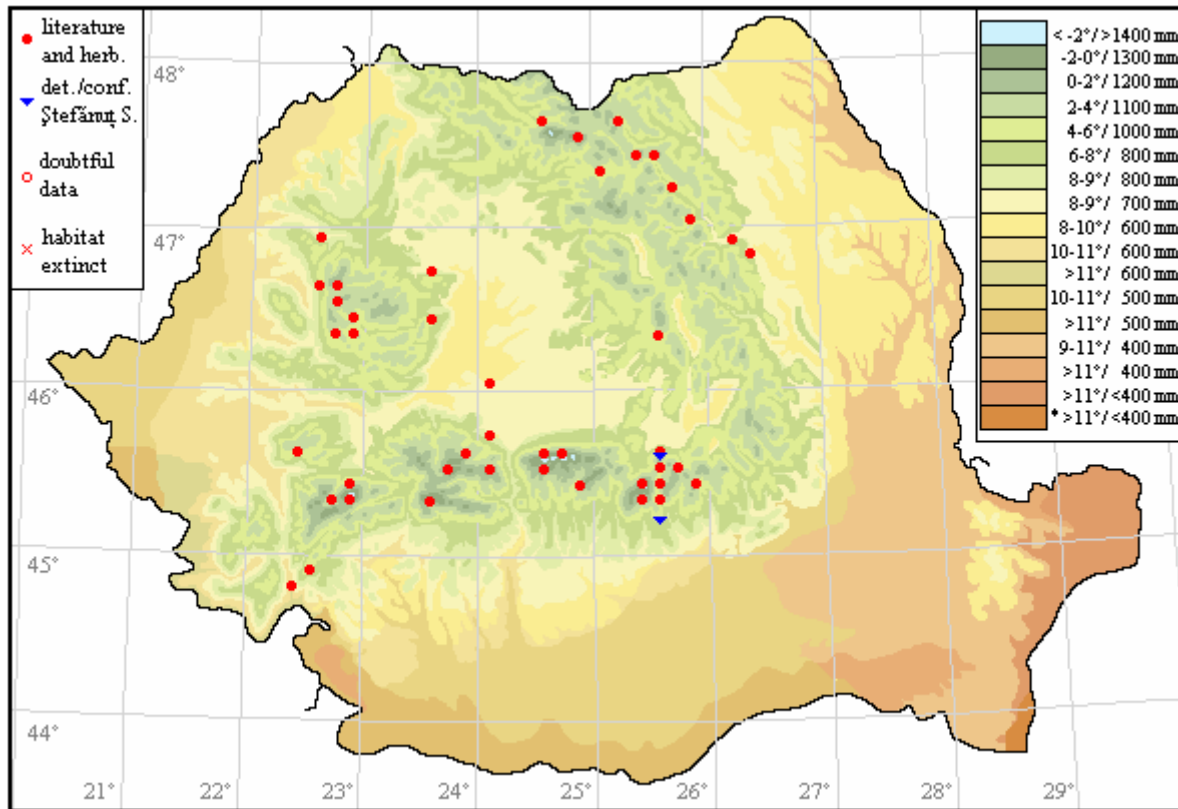 literature
and herb.
det./conf.
Ştefănuţ S.
doubtful
data
habitat
extinct
< -2°/>1400 mm
-2-0°/1300 mm
0-2°/1200 mm
2-4°/1100 mm
4-6°/1000 mm
6-8°/ 800 mm
8-9°/ 800 mm
8-9°/ 700 mm
8-10°/ 600 mm
10-11°/ 600 mm
>11°/ 600 mm
10-11°/ 500 mm
>11°/ 500 mm
9-11°/ 400 mm
>11°/ 400 mm
>11°/<400 mm
* >11°/<400 mm
48°
47°
46°
45°
44°
21° 22° 23° 24° 25° 26° 27° 28° 29°